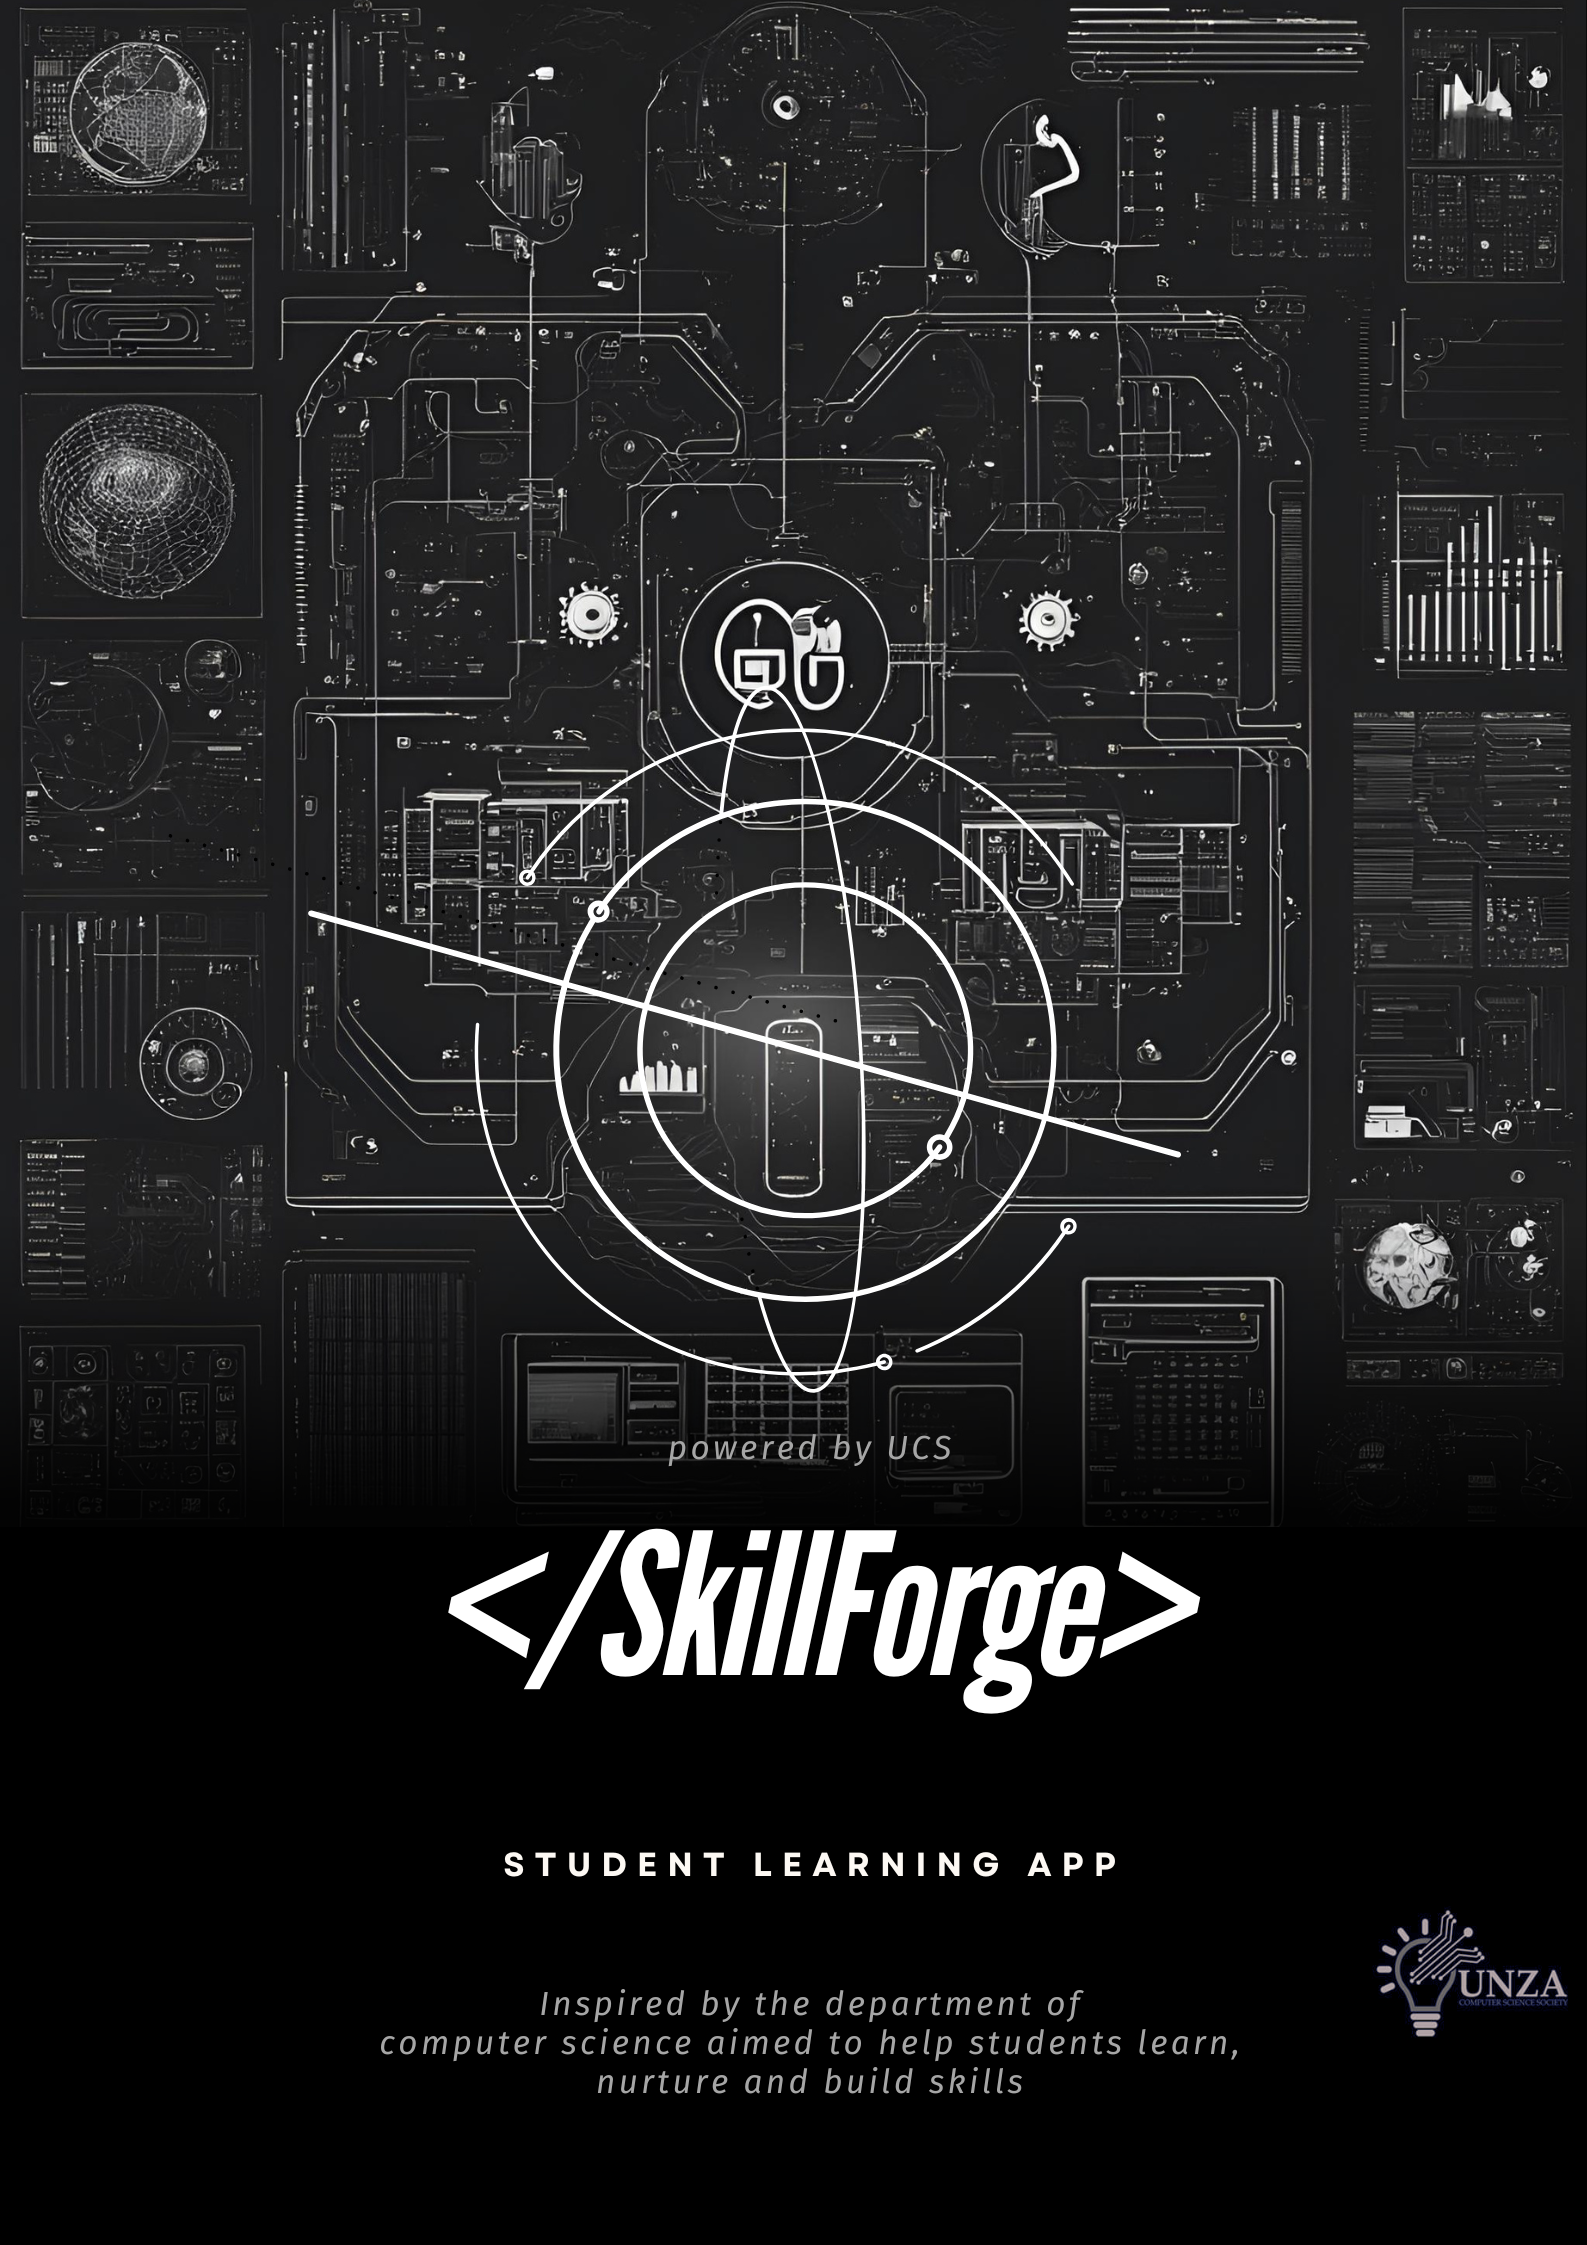 powered by UCS
</SkillForge>
STUDENT LEARNING APP
UNZA
COMPUTER SCIENCE SOCIETY
Inspired by the department of
computer science aimed to help students learn,
nurture and build skills